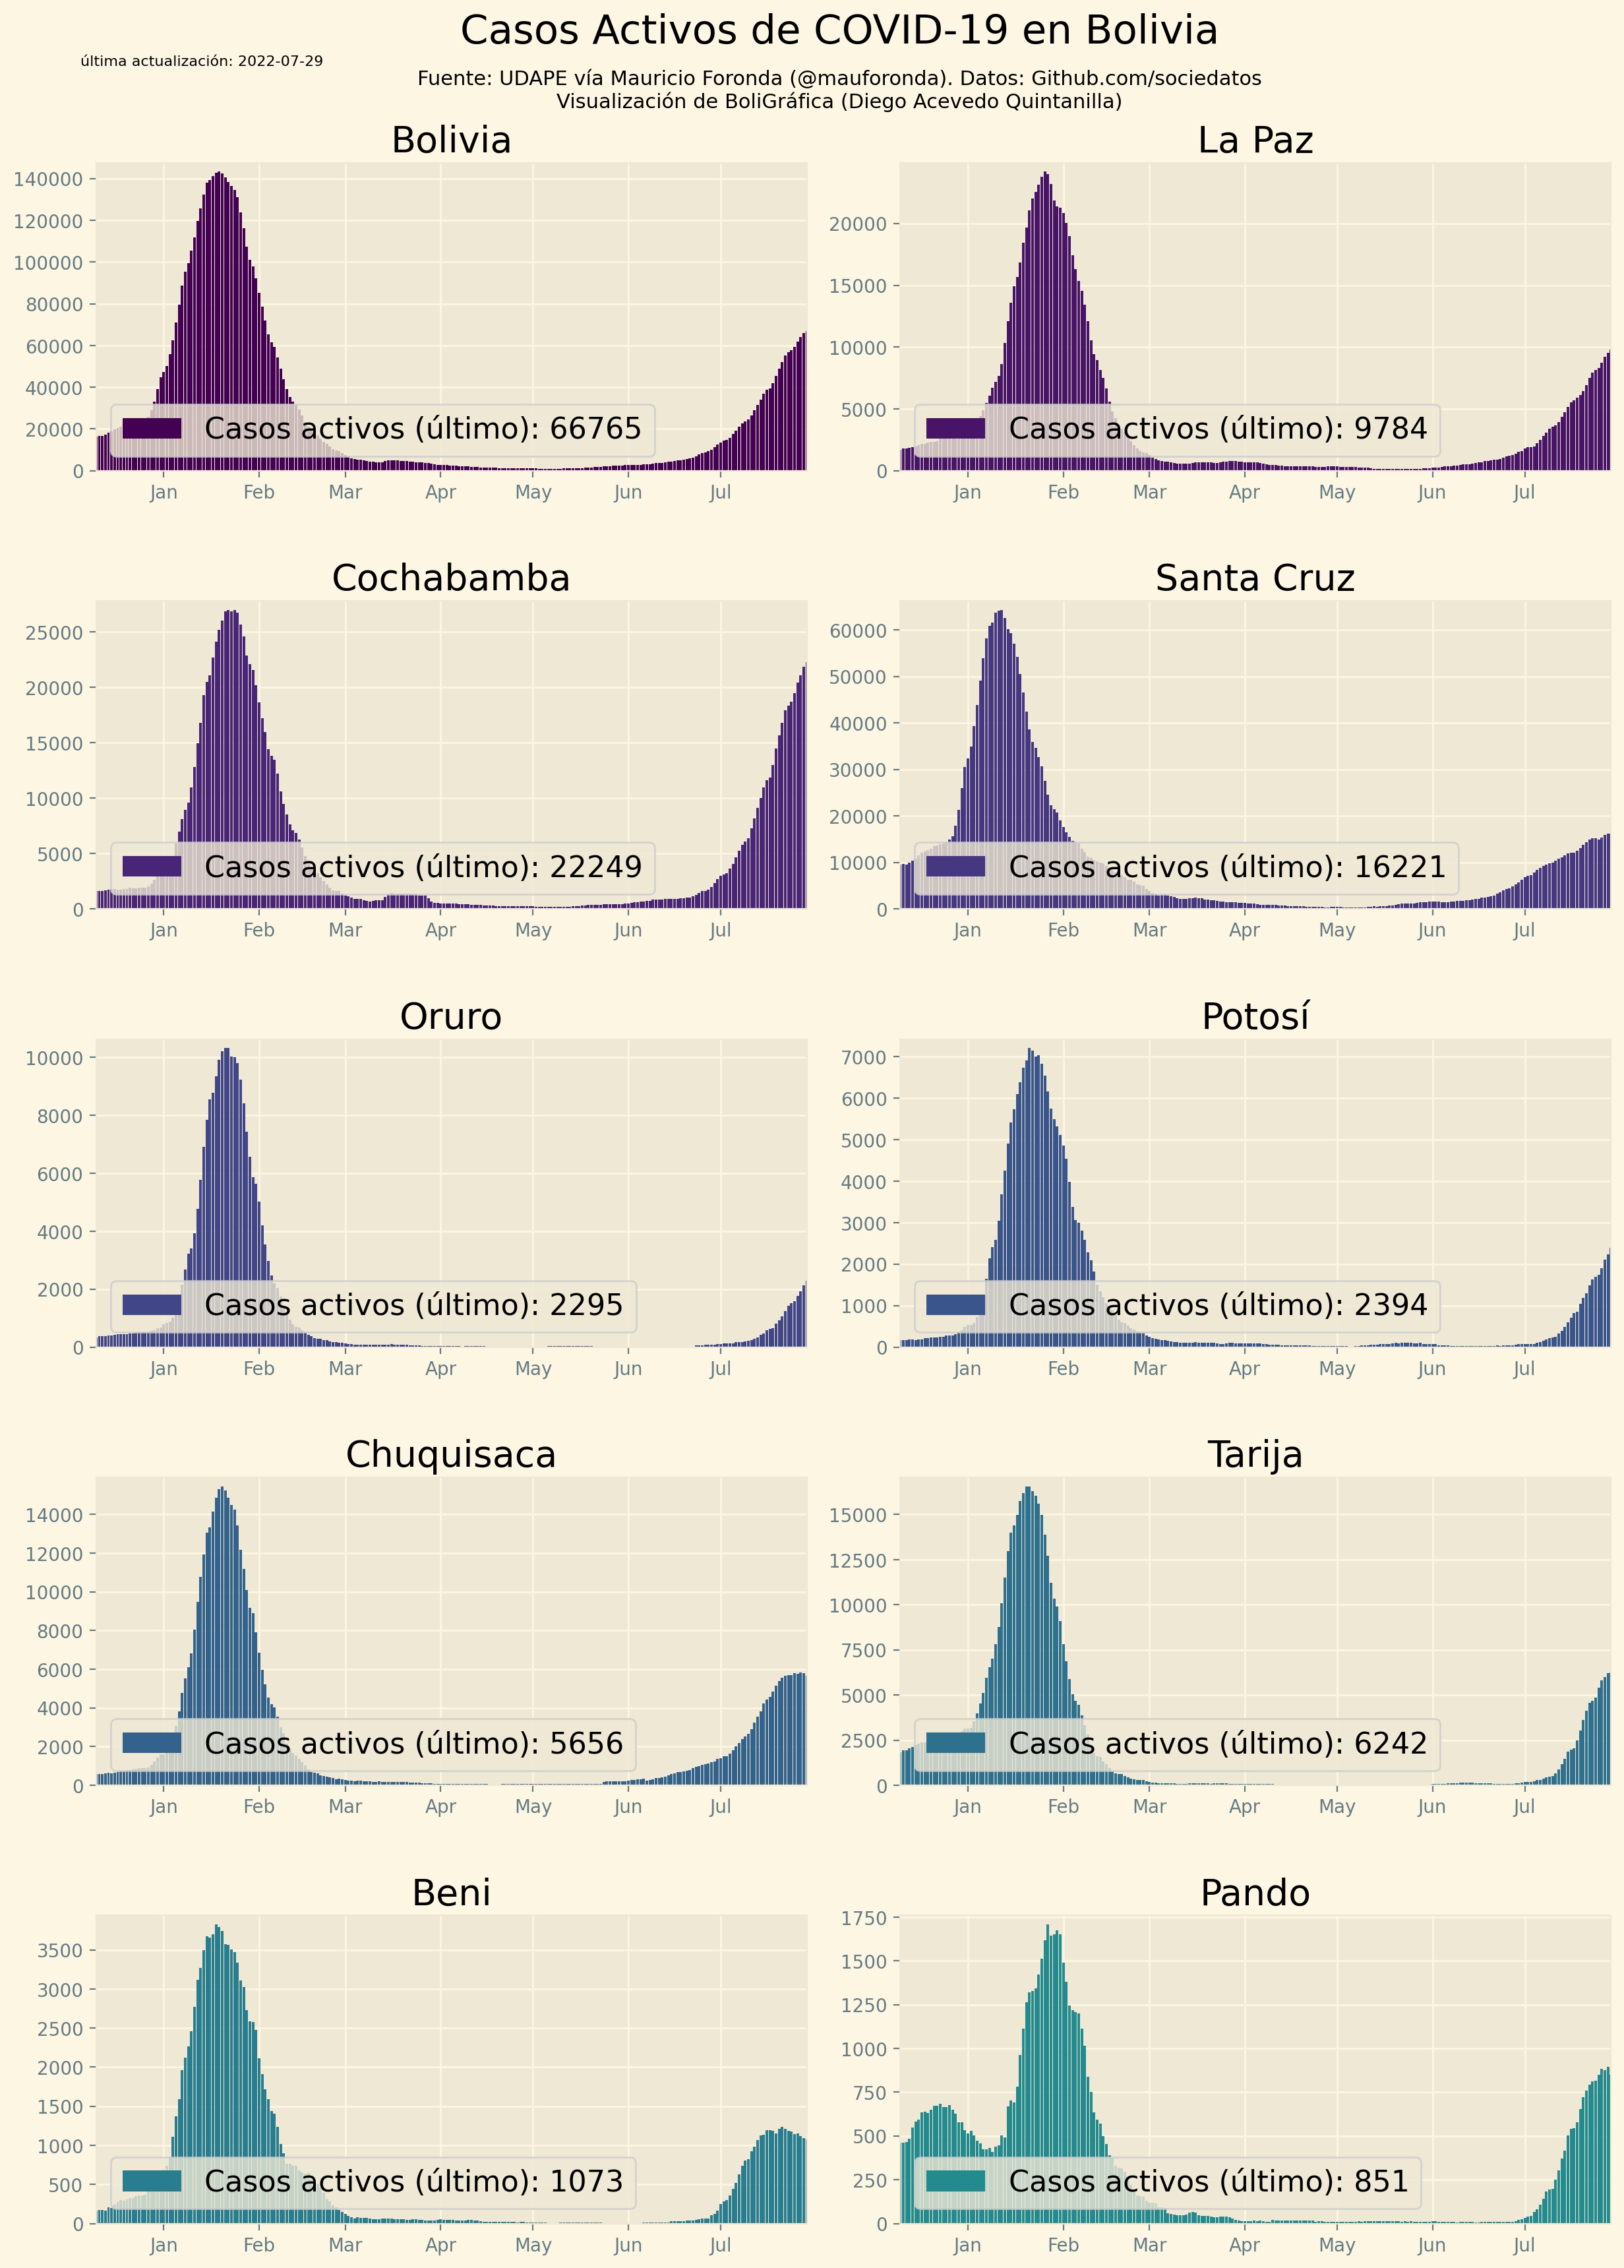 Casos Activos de COVID-19 en Bolivia
última actualización: 2022-07-29
Fuente: UDAPE vía Mauricio Foronda (@mauforonda). Datos: Github.com/sociedatos
Visualización de BoliGráfica (Diego Acevedo Quintanilla)
Bolivia
140000
120000
100000
80000
60000
40000
20000
0
Casos activos (último): 66765
Jan Feb Mar Apr May Jun Jul
La Paz
20000
15000
10000
5000
0
Casos activos (último): 9784
Jan Feb Mar Apr May Jun Jul
Cochabamba
25000
20000
15000
10000
5000
0
Casos activos (último): 22249
Jan Feb Mar Apr May Jun Jul
Santa Cruz
60000
50000
40000
30000
20000
10000
0
Casos activos (último): 16221
Jan Feb Mar Apr May Jun Jul
Oruro
10000
8000
6000
4000
2000
0
Casos activos (último): 2295
Jan Feb Mar Apr May Jun Jul
Potosí
7000
6000
5000
4000
3000
2000
1000
0
Casos activos (último): 2394
Jan Feb Mar Apr May Jun Jul
Chuquisaca
14000
12000
10000
8000
6000
4000
2000
0
Casos activos (último): 5656
Jan Feb Mar Apr May Jun Jul
Tarija
15000
12500
10000
7500
5000
2500
0
Casos activos (último): 6242
Jan Feb Mar Apr May Jun Jul
Beni
3500
3000
2500
2000
1500
1000
500
0
Casos activos (último): 1073
Jan Feb Mar Apr May Jun Jul
Pando
1750
1500
1250
1000
750
500
250
0
Casos activos (último): 851
Jan Feb Mar Apr May Jun Jul